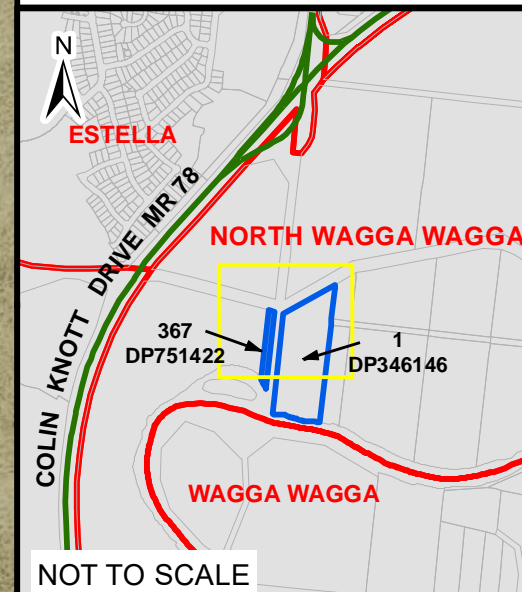 N
ESTELLA
COLIN KNOTT DRIVE MR 78
NORTH WAGGA WAGGA
367
DP751422
1
DP346146
WAGGA WAGGA
NOT TO SCALE